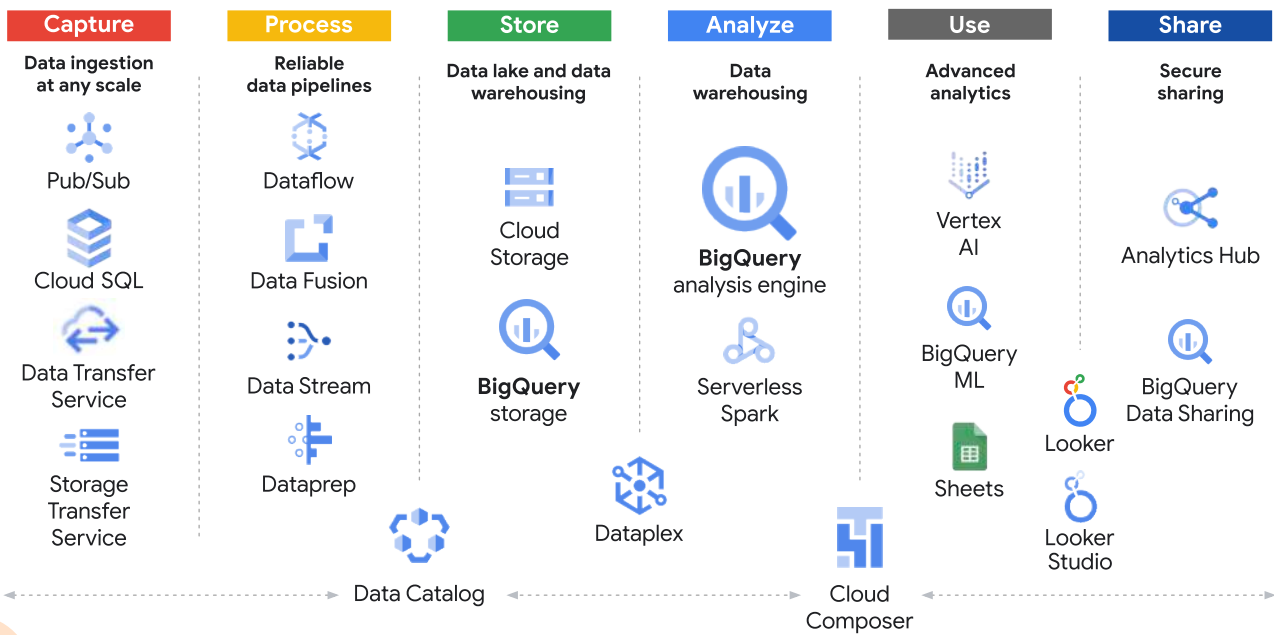 Capture
Data ingestion
at any scale
Pub/Sub
Cloud SQL
Data Transfer
Service
Storage
Transfer
Service
Process
Reliable
data pipelines
Dataflow
Data Fusion
Data Stream
Dataprep
Store
Data lake and data
warehousing
Cloud
Storage
BigQuery
storage
Analyze
Data
warehousing
BigQuery
analysis engine
Serverless
Spark
Use
Advanced
analytics
Vertex
AI
BigQuery
ML
Sheets
Share
Secure
sharing
Analytics Hub
BigQuery
Data Sharing
Looker
Looker
Studio
Dataplex
Data Catalog
Cloud
Composer